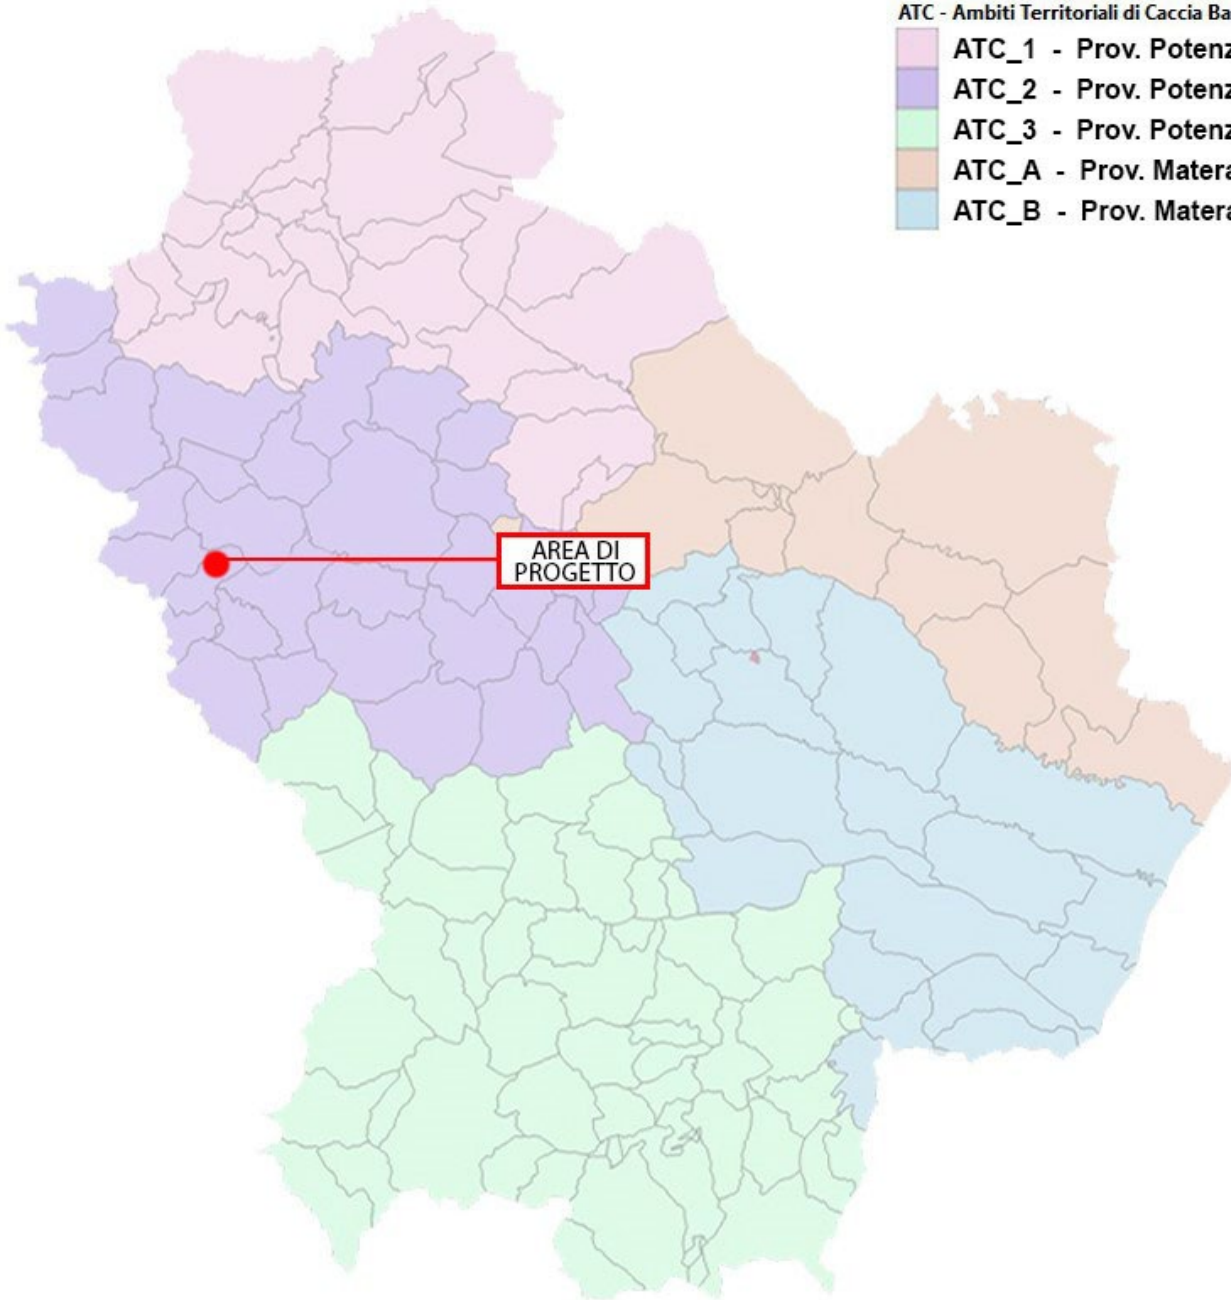 ATC - Ambiti Territoriali di Caccia Ba
ATC_1 - Prov. Potenz
ATC_2 - Prov. Potenz
ATC_3 - Prov. Potenz
ATC_A - Prov. Matera
ATC_B - Prov. Matera
AREA DI
PROGETTO